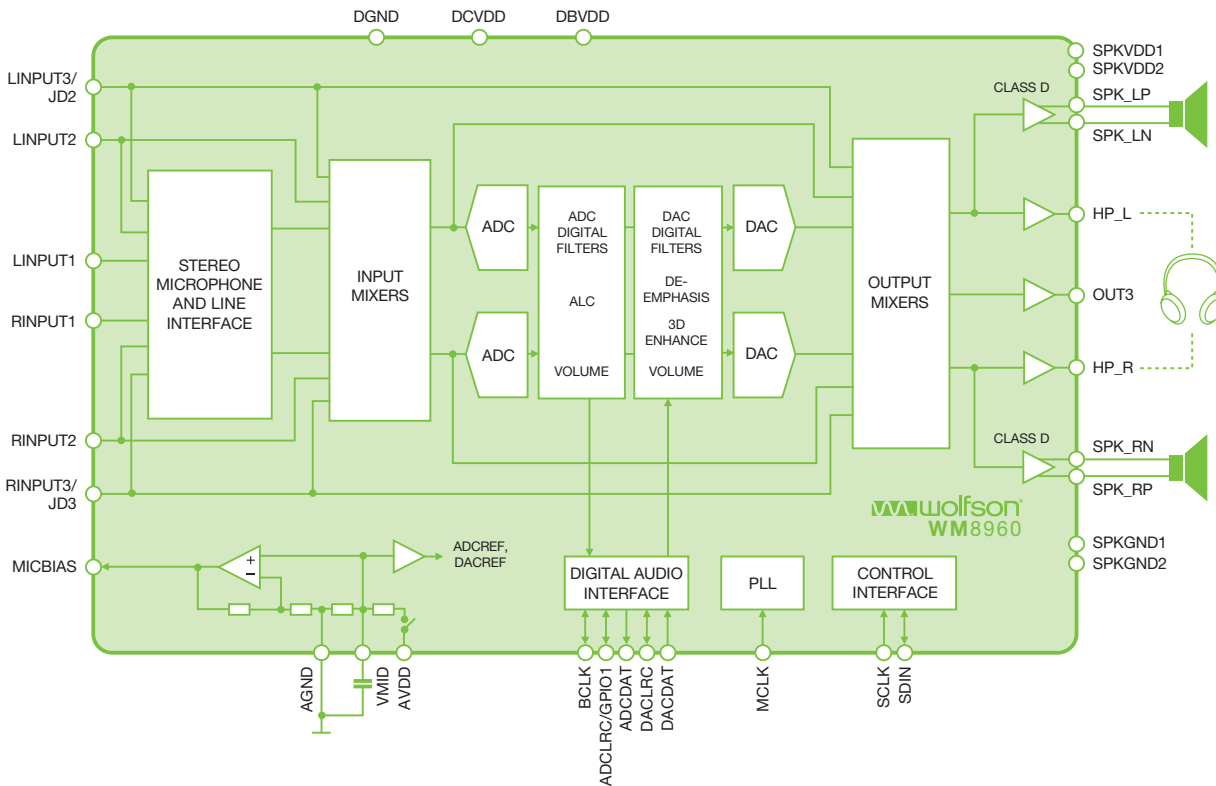 DGND
DCVDD
DBVDD
SPKVDD1
SPKVDD2
LINPUT3/
JD2
CLASS D
SPK_LP
SPK_LN
LINPUT2
LINPUT1
RINPUT1
RINPUT2
RINPUT3/
JD3
STEREO
MICROPHONE
AND LINE
INTERFACE
INPUT
MIXERS
ADC
ADC
ADC
DIGITAL
FILTERS
ALC
VOLUME
DAC
DIGITAL
FILTERS
DE-
EMPHASIS
3D
ENHANCE
VOLUME
DAC
DAC
OUTPUT
MIXERS
HP_L
OUT3
HP_R
CLASS D
SPK_RN
SPK_RP
wolfson®
WM8960
SPKGND1
SPKGND2
MICBIAS
+
–
ADCREF,
DACREF
DIGITAL AUDIO
INTERFACE
PLL
CONTROL
INTERFACE
AGND
VMID
AVDD
BCLK
ADCLRC/GPIO1
ADCDAT
DACLRC
DACDAT
MCLK
SCLK
SDIN